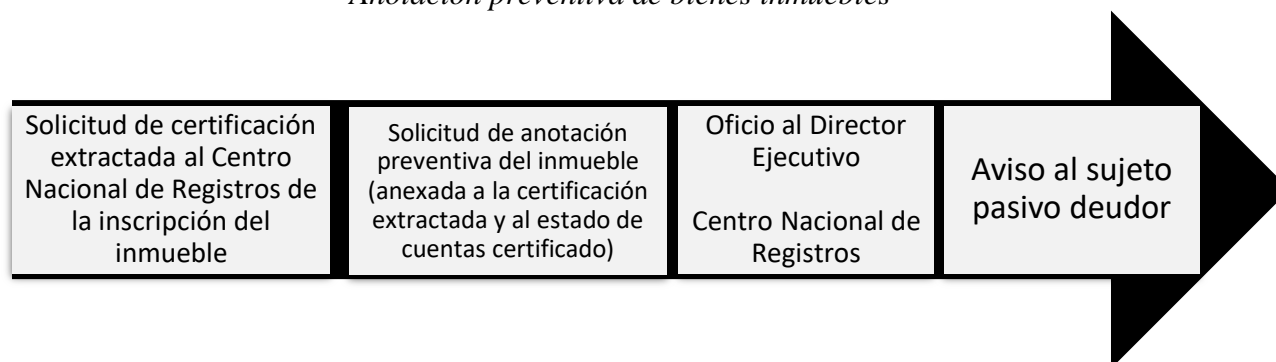 Anotación preventiva de bienes inmuebles
Solicitud de certificación
extractada al Centro
Nacional de Registros de
la inscripción del
inmueble
Solicitud de anotación
preventiva del inmueble
(anexada a la certificación
extractada y al estado de
cuentas certificado)
Oficio al Director
Ejecutivo
Centro Nacional de
Registros
Aviso al sujeto
pasivo deudor